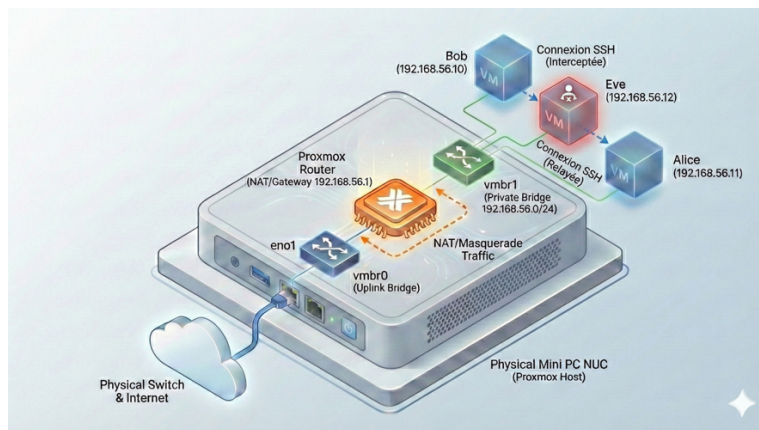 Bob
(192.168.56.10)
VM
Connexion SSH
(Interceptée)
Eve
(192.168.56.12)
VM
Connexion SSH
(Relayée)
Alice
(192.168.56.11)
VM
Proxmox
Router
(NAT/Gateway 192.168.56.1)
vmbr1
(Private Bridge
192.168.56.0/24)
NAT/Masquerade
Traffic
eno1
vmbr0
(Uplink Bridge)
Physical Switch
& Internet
Physical Mini PC NUC
(Proxmox Host)